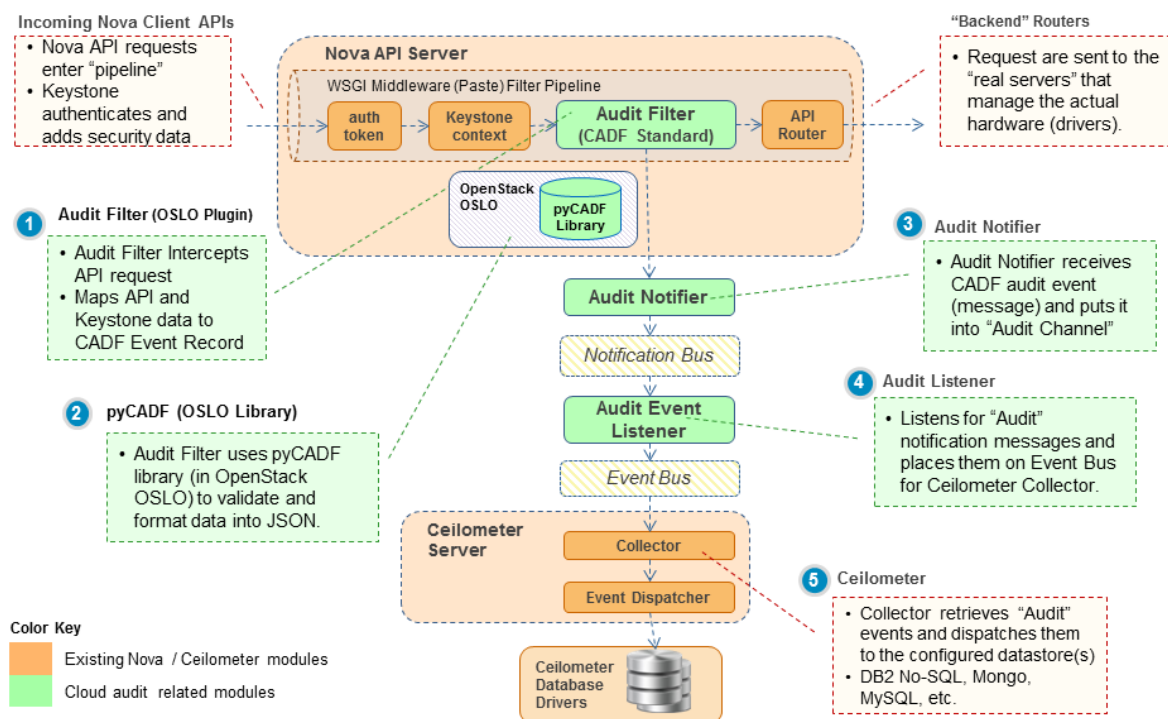 Incoming Nova Client APIs
• Nova API requests
enter “pipeline”
• Keystone
authenticates and
adds security data
“Backend” Routers
• Request are sent to the
“real servers” that
manage the actual
hardware (drivers).
Nova API Server
WSGI Middleware (Paste) Filter Pipeline
auth
token
Keystone
context
Audit Filter
(CADF Standard)
API
Router
OpenStack
OSLO
pyCADF
Library
1
Audit Filter (OSLO Plugin)
• Audit Filter Intercepts
API request
• Maps API and
Keystone data to
CADF Event Record
2
pyCADF (OSLO Library)
• Audit Filter uses pyCADF
library (in OpenStack
OSLO) to validate and
format data into JSON.
3
Audit Notifier
• Audit Notifier receives
CADF audit event
(message) and puts it
into “Audit Channel”
Audit Notifier
Notification Bus
Audit Event
Listener
Event Bus
4
Audit Listener
• Listens for “Audit”
notification messages and
places them on Event Bus
for Ceilometer Collector.
Ceilometer
Server
Collector
Event Dispatcher
Ceilometer
Database
Drivers
5
Ceilometer
• Collector retrieves “Audit”
events and dispatches them
to the configured datastore(s)
• DB2 No-SQL, Mongo,
MySQL, etc.
Color Key
Existing Nova / Ceilometer modules
Cloud audit related modules